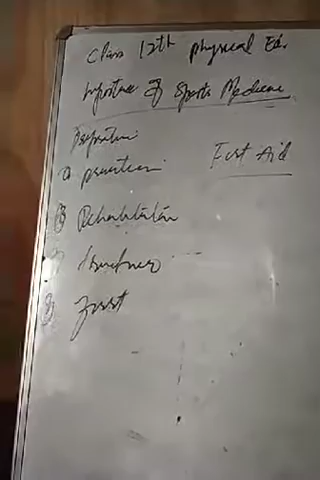 Class 12th Physical Ed.
Importance of Sports Medicine
prevention
First Aid
Rehabilitation
First